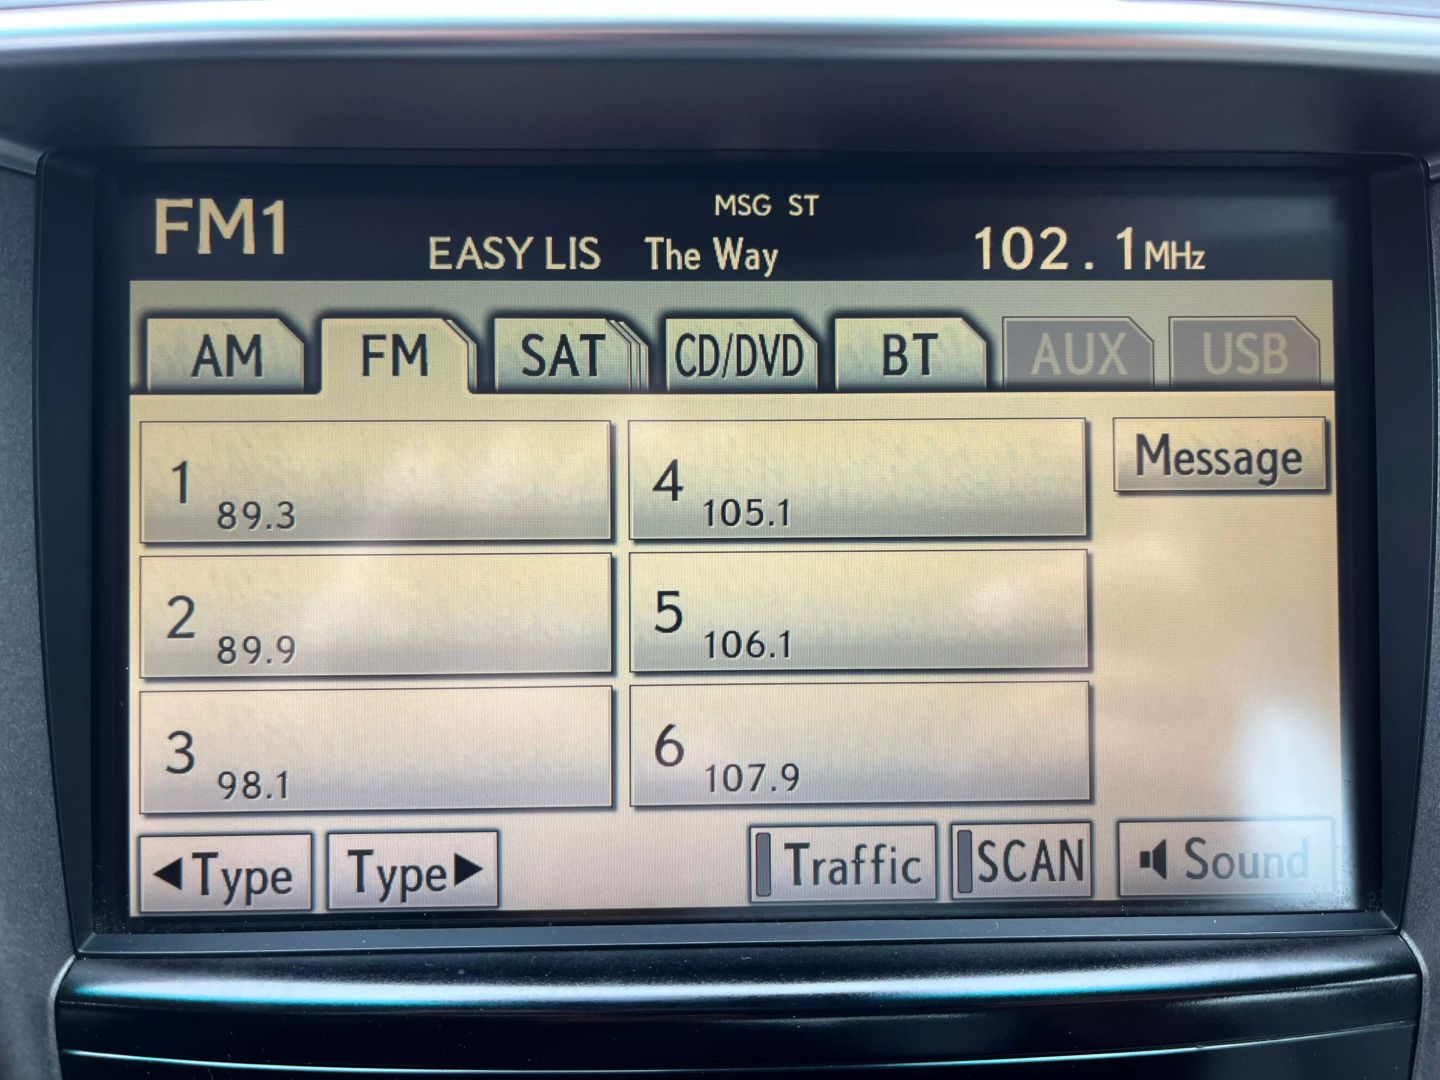 MSG ST
FM1 EASY LIS The Way 102.1MHz
AM FM SAT CD/DVD BT AUX USB
1 89.3
4 105.1
Message
2 89.9
5 106.1
3 98.1
6 107.9
◀Type Type▶ Traffic SCAN Sound